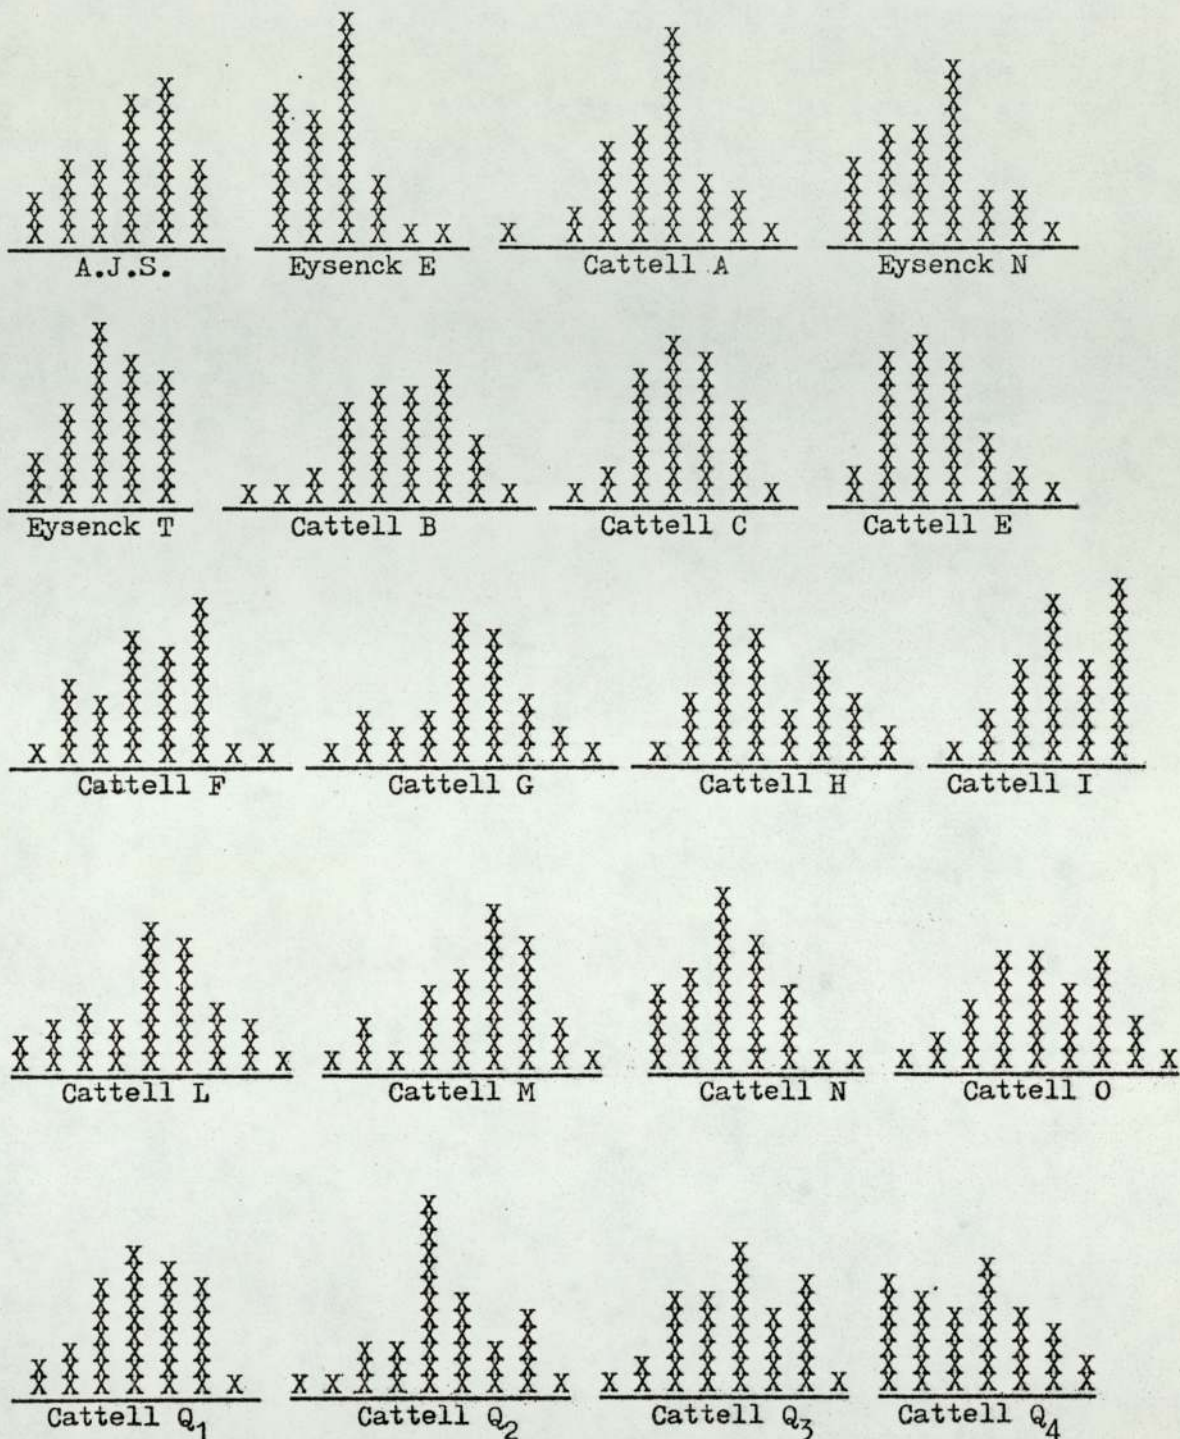 A.J.S. Eysenck E Cattell A Eysenck N
Eysenck T Cattell B Cattell C Cattell E
Cattell F Cattell G Cattell H Cattell I
Cattell L Cattell M Cattell N Cattell O
Cattell Q1 Cattell Q2 Cattell Q3 Cattell Q4